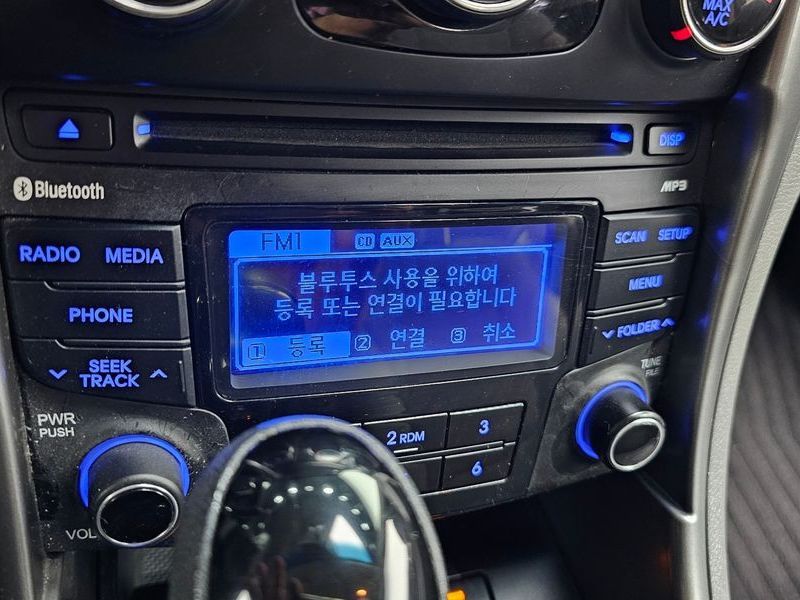 MAX
A/C
DISP
Bluetooth
MP3
RADIO
MEDIA
PHONE
SEEK
TRACK
FM1
CD AUX
블루투스 사용을 위하여
등록 또는 연결이 필요합니다
1 등록 2 연결 3 취소
SCAN
SETUP
MENU
FOLDER
TUNE
FILE
PWR
PUSH
VOL
2 RDM
3
6